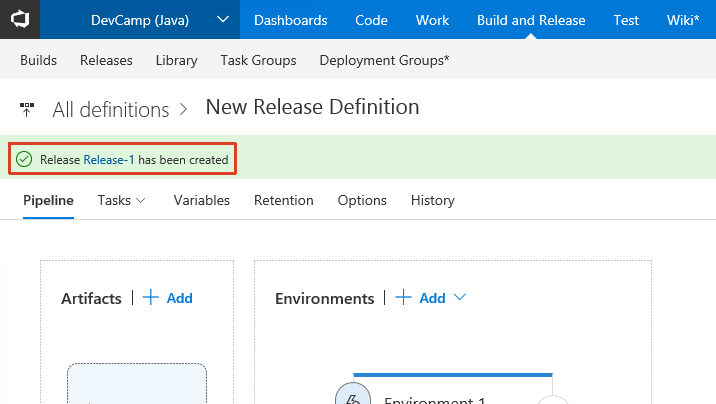 DevCamp (Java) Dashboards Code Work Build and Release Test Wiki*
Builds Releases Library Task Groups Deployment Groups*
All definitions > New Release Definition
Release Release-1 has been created
Pipeline Tasks Variables Retention Options History
Artifacts | + Add Environments | + Add
Environment 1